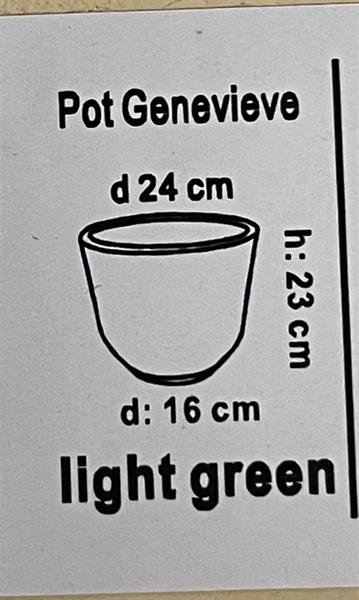 Pot Genevieve
d 24 cm
h: 23 cm
d: 16 cm
light green